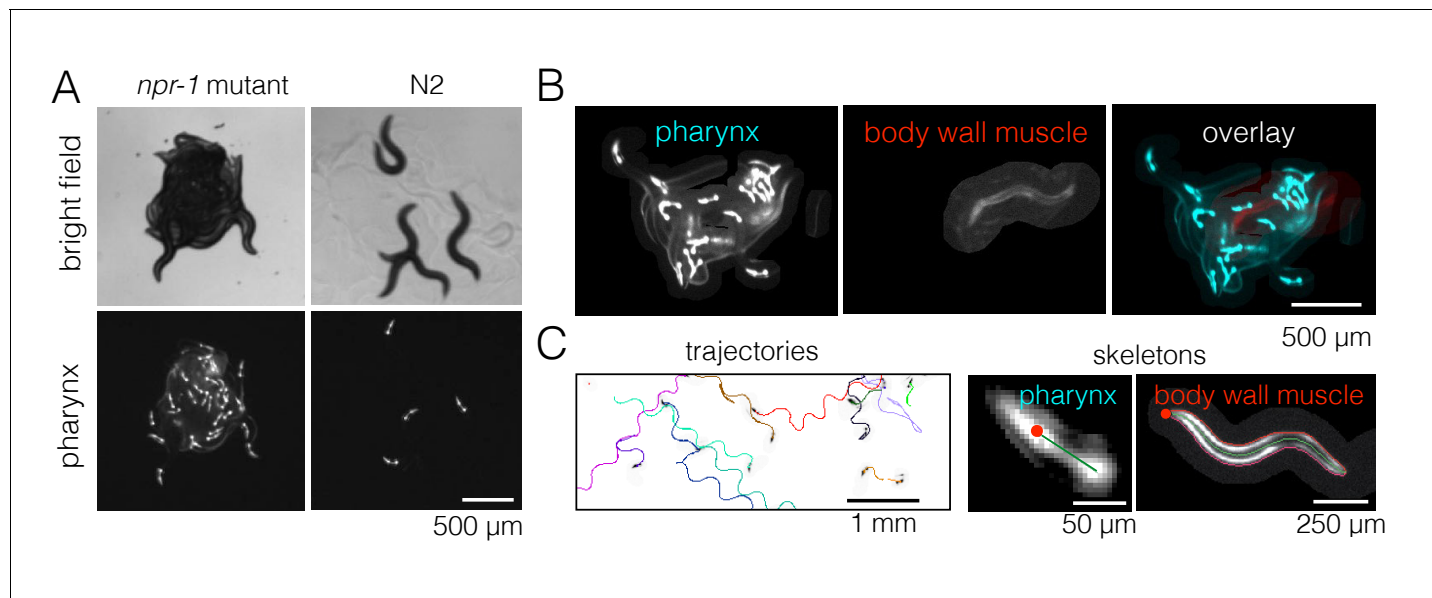 A
npr-1 mutant
N2
bright field
pharynx
500 µm
B
pharynx
body wall muscle
overlay
500 µm
C
trajectories
1 mm
skeletons
pharynx
body wall muscle
50 µm
250 µm